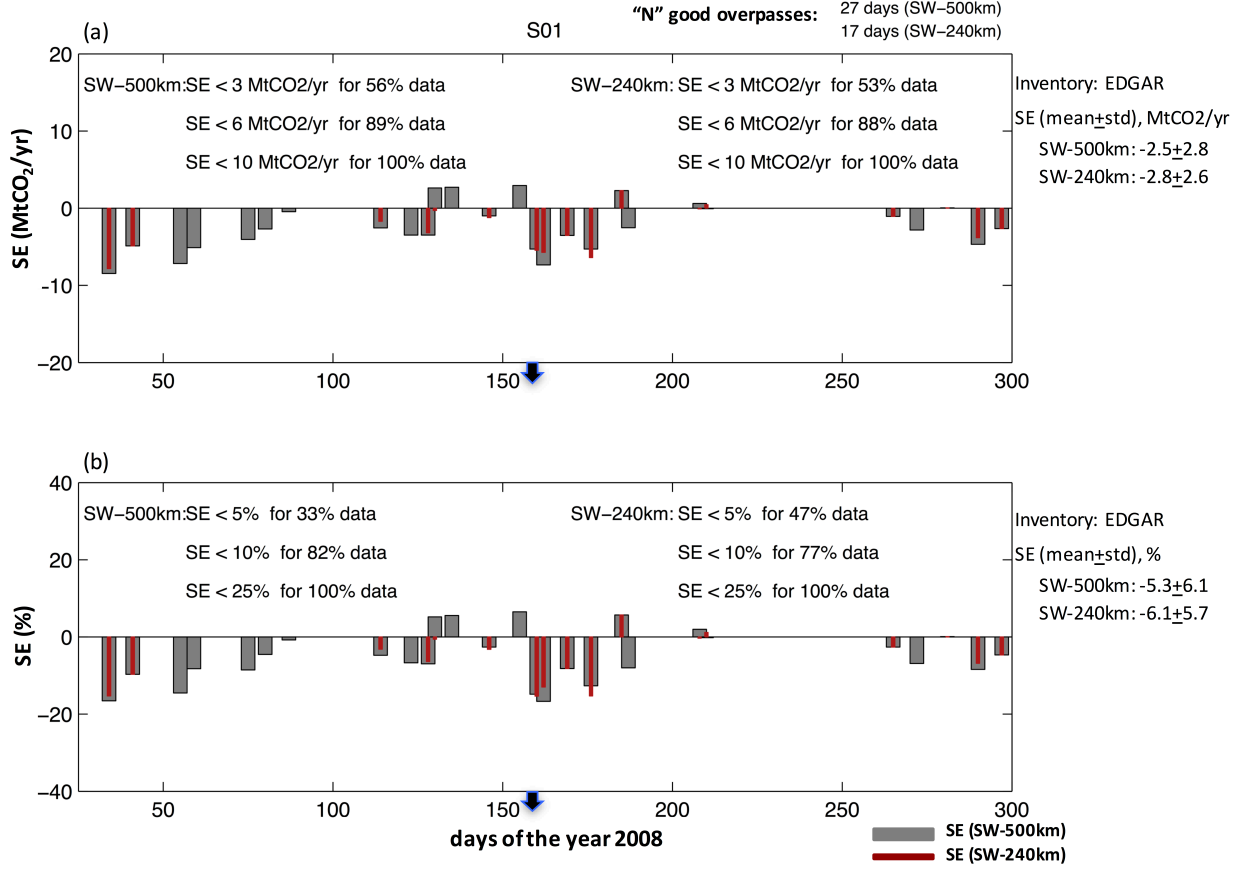 “N” good overpasses:
27 days (SW−500km)
17 days (SW−240km)
(a)
S01
20
10
0
−10
−20
SE (MtCO2/yr)
SW−500km:SE < 3 MtCO2/yr for 56% data
SE < 6 MtCO2/yr for 89% data
SE < 10 MtCO2/yr for 100% data
SW−240km: SE < 3 MtCO2/yr for 53% data
SE < 6 MtCO2/yr for 88% data
SE < 10 MtCO2/yr for 100% data
Inventory: EDGAR
SE (mean±std), MtCO2/yr
SW-500km: -2.5±2.8
SW-240km: -2.8±2.6
50 100 150 200 250 300
(b)
40
20
0
−20
−40
SE (%)
SW−500km:SE < 5% for 33% data
SE < 10% for 82% data
SE < 25% for 100% data
SW−240km: SE < 5% for 47% data
SE < 10% for 77% data
SE < 25% for 100% data
Inventory: EDGAR
SE (mean±std), %
SW-500km: -5.3±6.1
SW-240km: -6.1±5.7
50 100 150 200 250 300
days of the year 2008
SE (SW-500km)
SE (SW-240km)